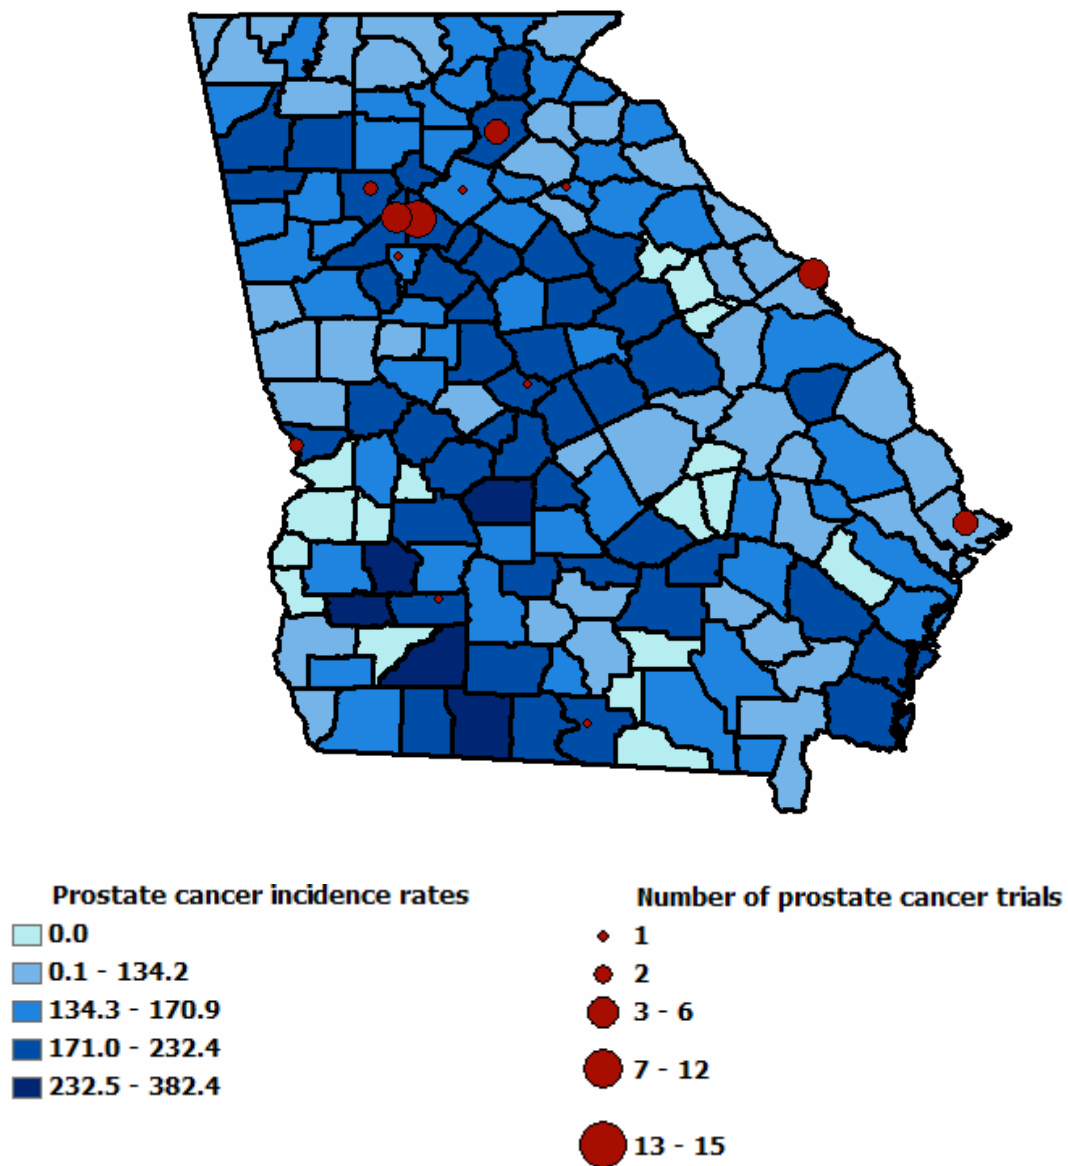 Prostate cancer incidence rates
0.0
0.1 - 134.2
134.3 - 170.9
171.0 - 232.4
232.5 - 382.4
Number of prostate cancer trials
1
2
3 - 6
7 - 12
13 - 15